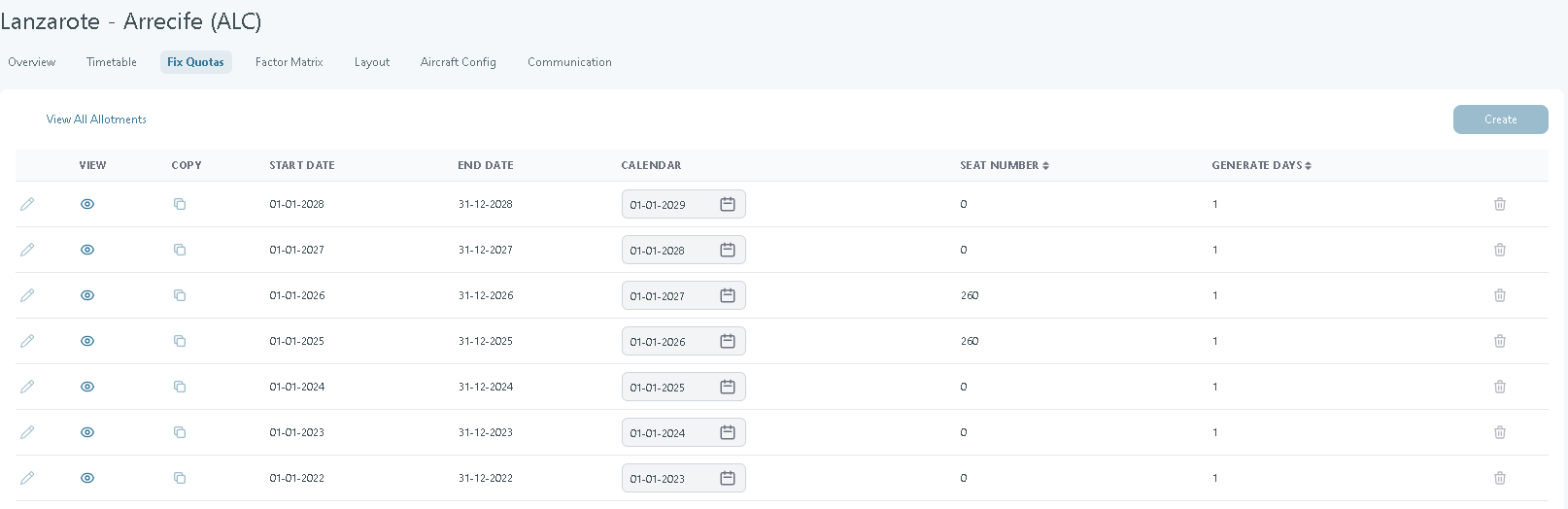 Lanzarote - Arrecife (ALC)
Overview Timetable Fix Quotas Factor Matrix Layout Aircraft Config Communication
View All Allotments Create
VIEW COPY START DATE END DATE CALENDAR SEAT NUMBER GENERATE DAYS
01-01-2028 31-12-2028 01-01-2029 0 1
01-01-2027 31-12-2027 01-01-2028 0 1
01-01-2026 31-12-2026 01-01-2027 260 1
01-01-2025 31-12-2025 01-01-2026 260 1
01-01-2024 31-12-2024 01-01-2025 0 1
01-01-2023 31-12-2023 01-01-2024 0 1
01-01-2022 31-12-2022 01-01-2023 0 1